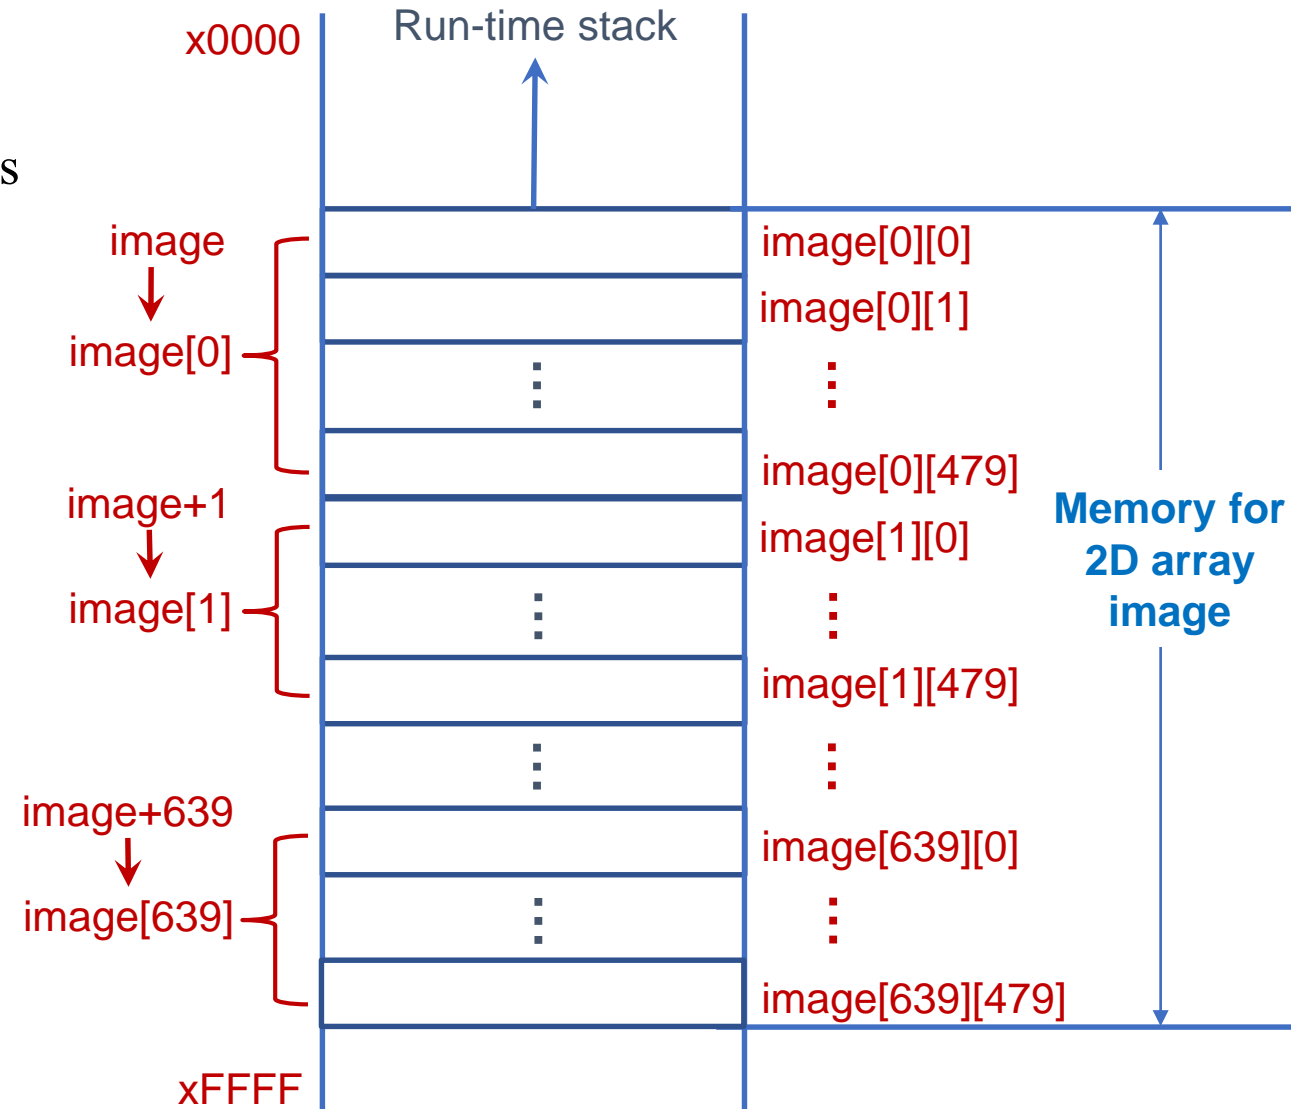 x0000
Run-time stack
s
image
image[0]
image[0][0]
image[0][1]
⋮
⋮
image[0][479]
image+1
image[1]
image[1][0]
⋮
⋮
image[1][479]
Memory for
2D array
image
⋮
⋮
image+639
image[639]
image[639][0]
⋮
⋮
image[639][479]
xFFFF